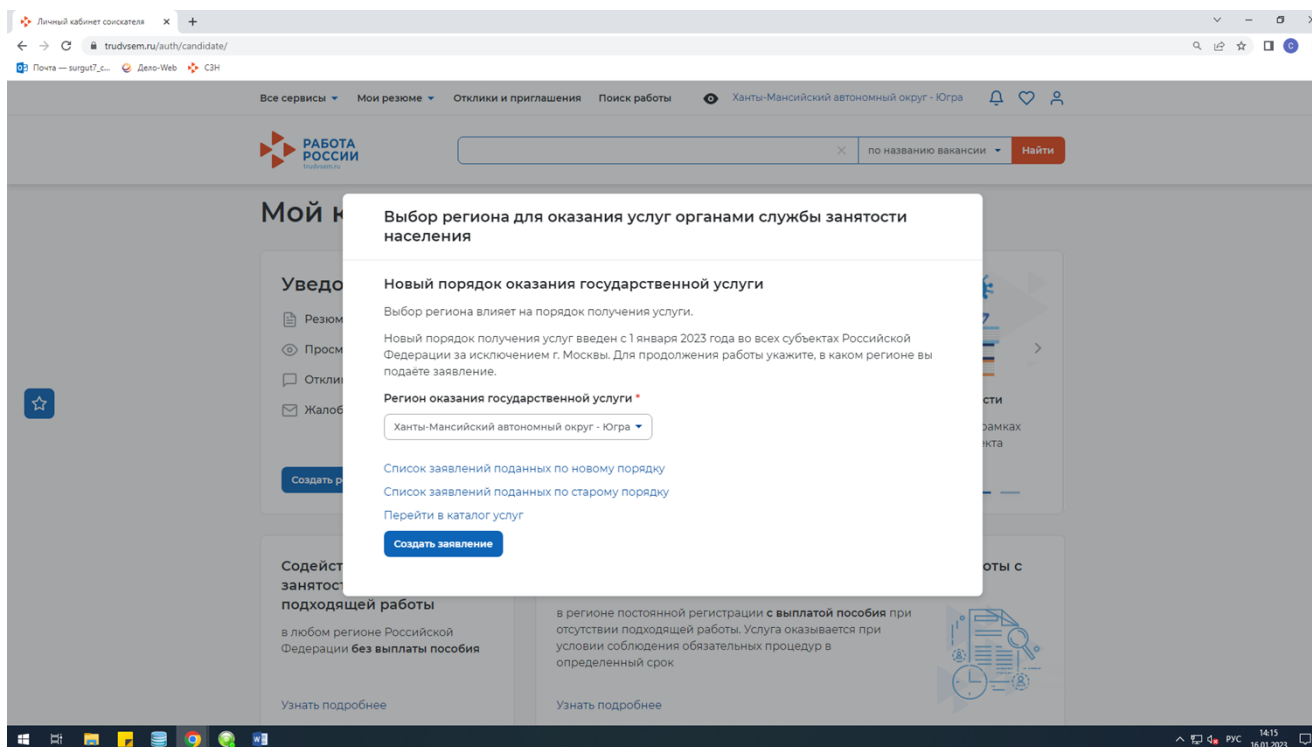 Личный кабинет соискателя
trudvsem.ru/auth/candidate/
Почта — surgut7_c... Дело-Web СЗН
Все сервисы Мои резюме Отклики и приглашения Поиск работы Ханты-Мансийский автономный округ - Югра
РАБОТА
РОССИИ
trudvsem.ru
по названию вакансии Найти
Мой к
Выбор региона для оказания услуг органами службы занятости
населения
Уведо
Новый порядок оказания государственной услуги
Резюм
Выбор региона влияет на порядок получения услуги.
Просм
Новый порядок получения услуг введен с 1 января 2023 года во всех субъектах Российской
Федерации за исключением г. Москвы. Для продолжения работы укажите, в каком регионе вы
подаёте заявление.
Откли
Регион оказания государственной услуги *
сти
Жалоб
Ханты-Мансийский автономный округ - Югра
рамках
екта
Список заявлений поданных по новому порядку
Создать р
Список заявлений поданных по старому порядку
Перейти в каталог услуг
Создать заявление
Содейст
занятост
подходящей работы
оты с
в любом регионе Российской
Федерации без выплаты пособия
в регионе постоянной регистрации с выплатой пособия при
отсутствии подходящей работы. Услуга оказывается при
условии соблюдения обязательных процедур в
определенный срок
Узнать подробнее
Узнать подробнее
РУС
14:15
16.01.2023